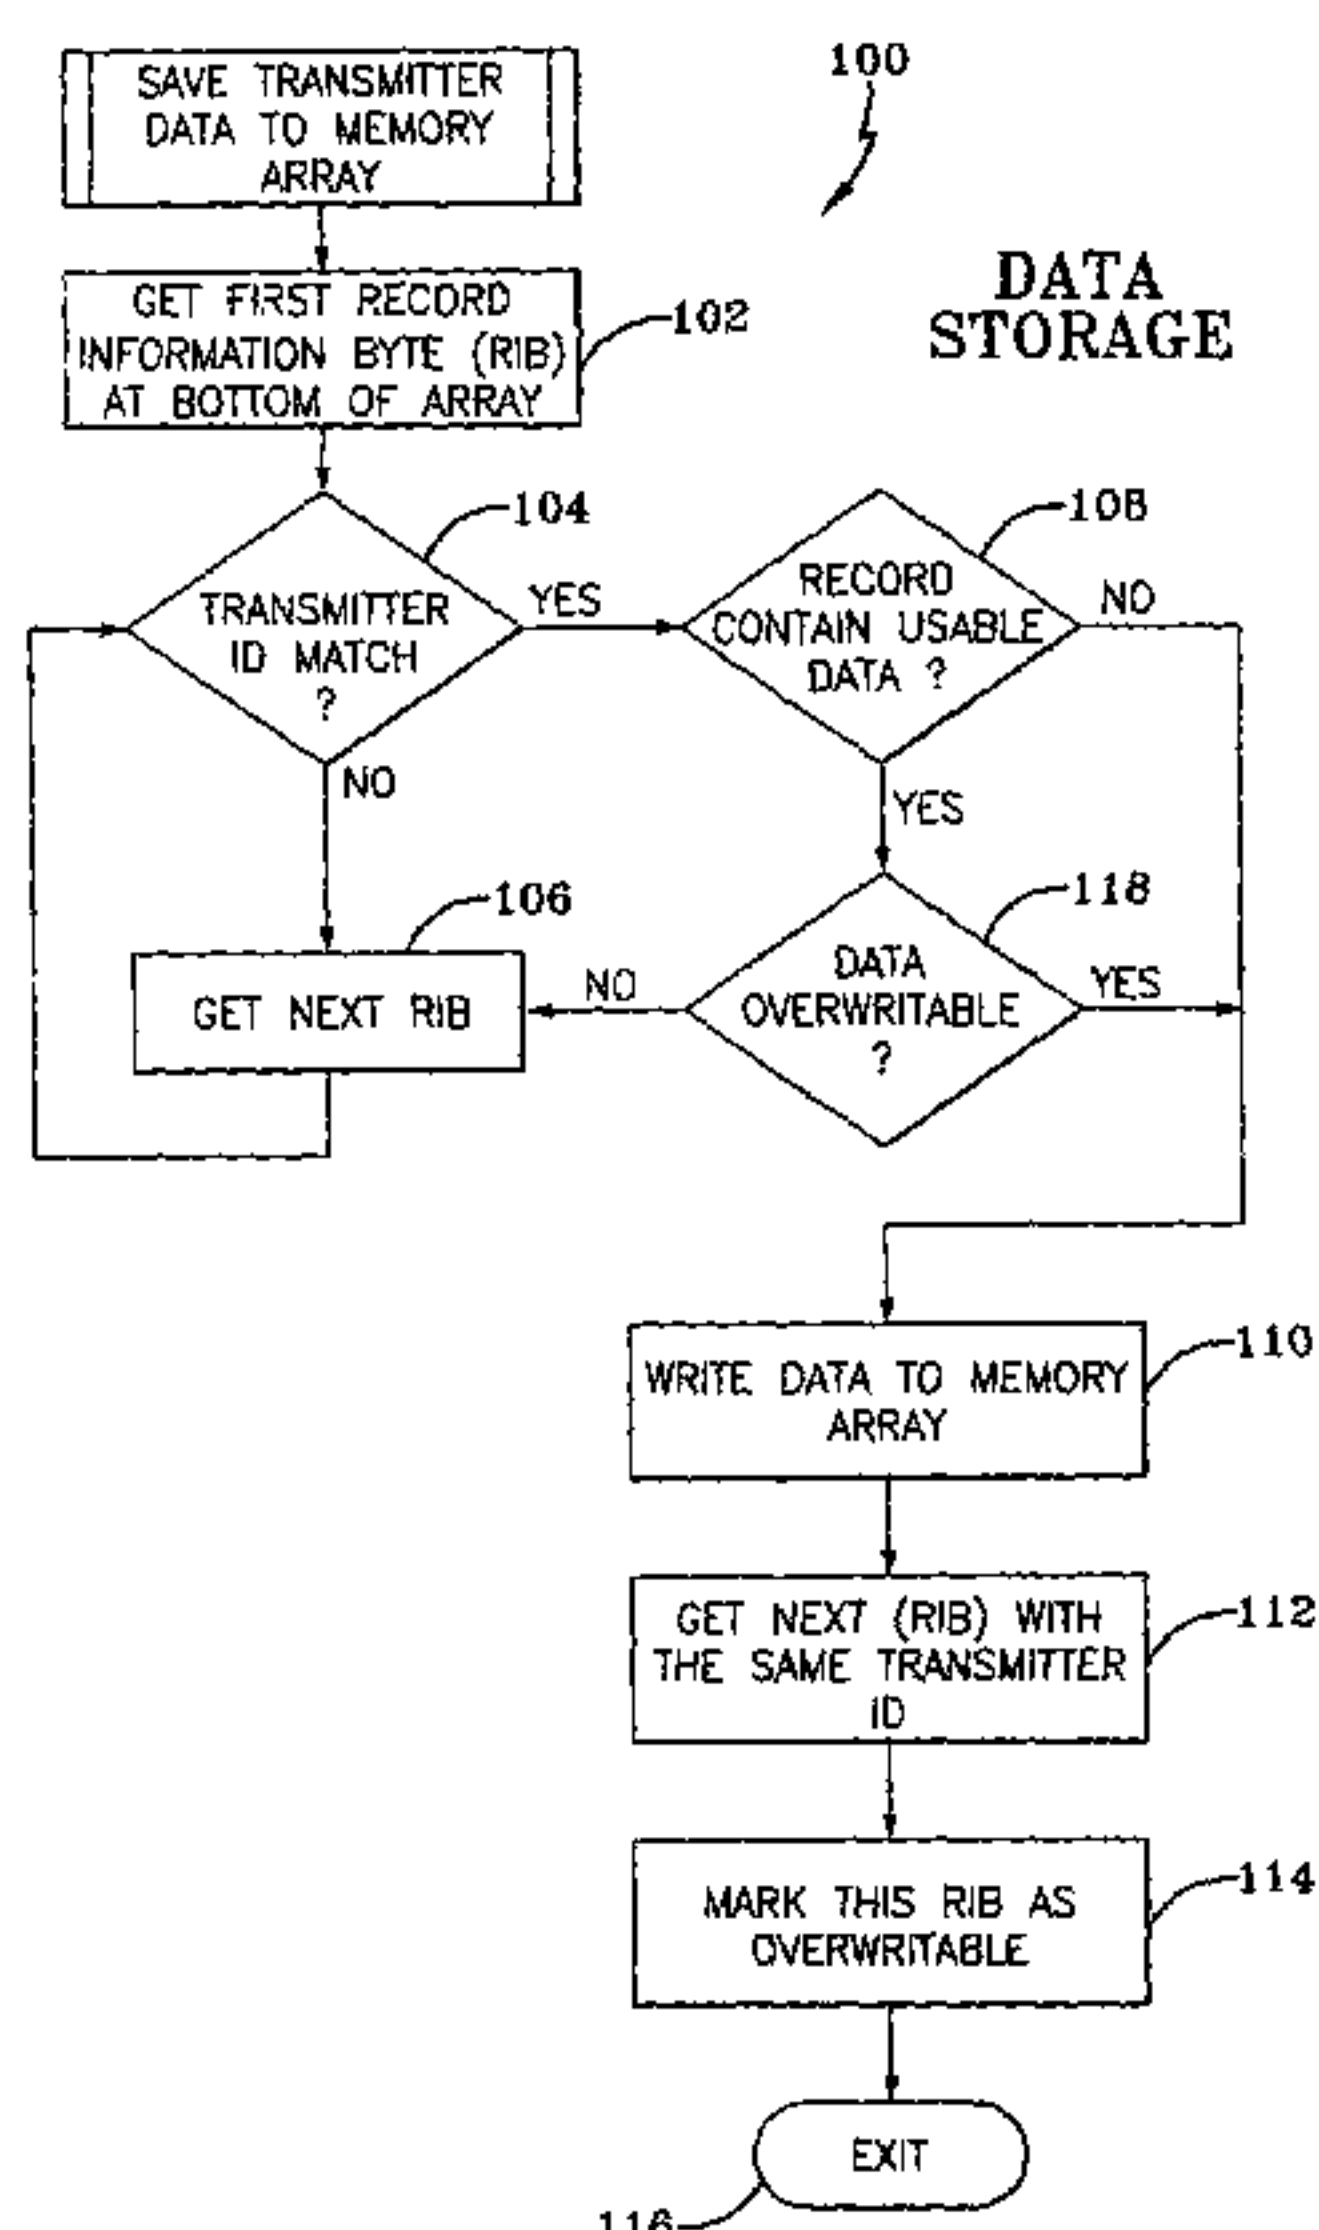 SAVE TRANSMITTER
DATA TO MEMORY
ARRAY
100
DATA
STORAGE
GET FIRST RECORD
INFORMATION BYTE (RIB)
AT BOTTOM OF ARRAY
102
104
TRANSMITTER
ID MATCH
?
YES
NO
108
RECORD
CONTAIN USABLE
DATA ?
NO
YES
106
GET NEXT RIB
118
DATA
OVERWRITABLE
?
NO
YES
WRITE DATA TO MEMORY
ARRAY
110
GET NEXT (RIB) WITH
THE SAME TRANSMITTER
ID
112
MARK THIS RIB AS
OVERWRITABLE
114
EXIT
116